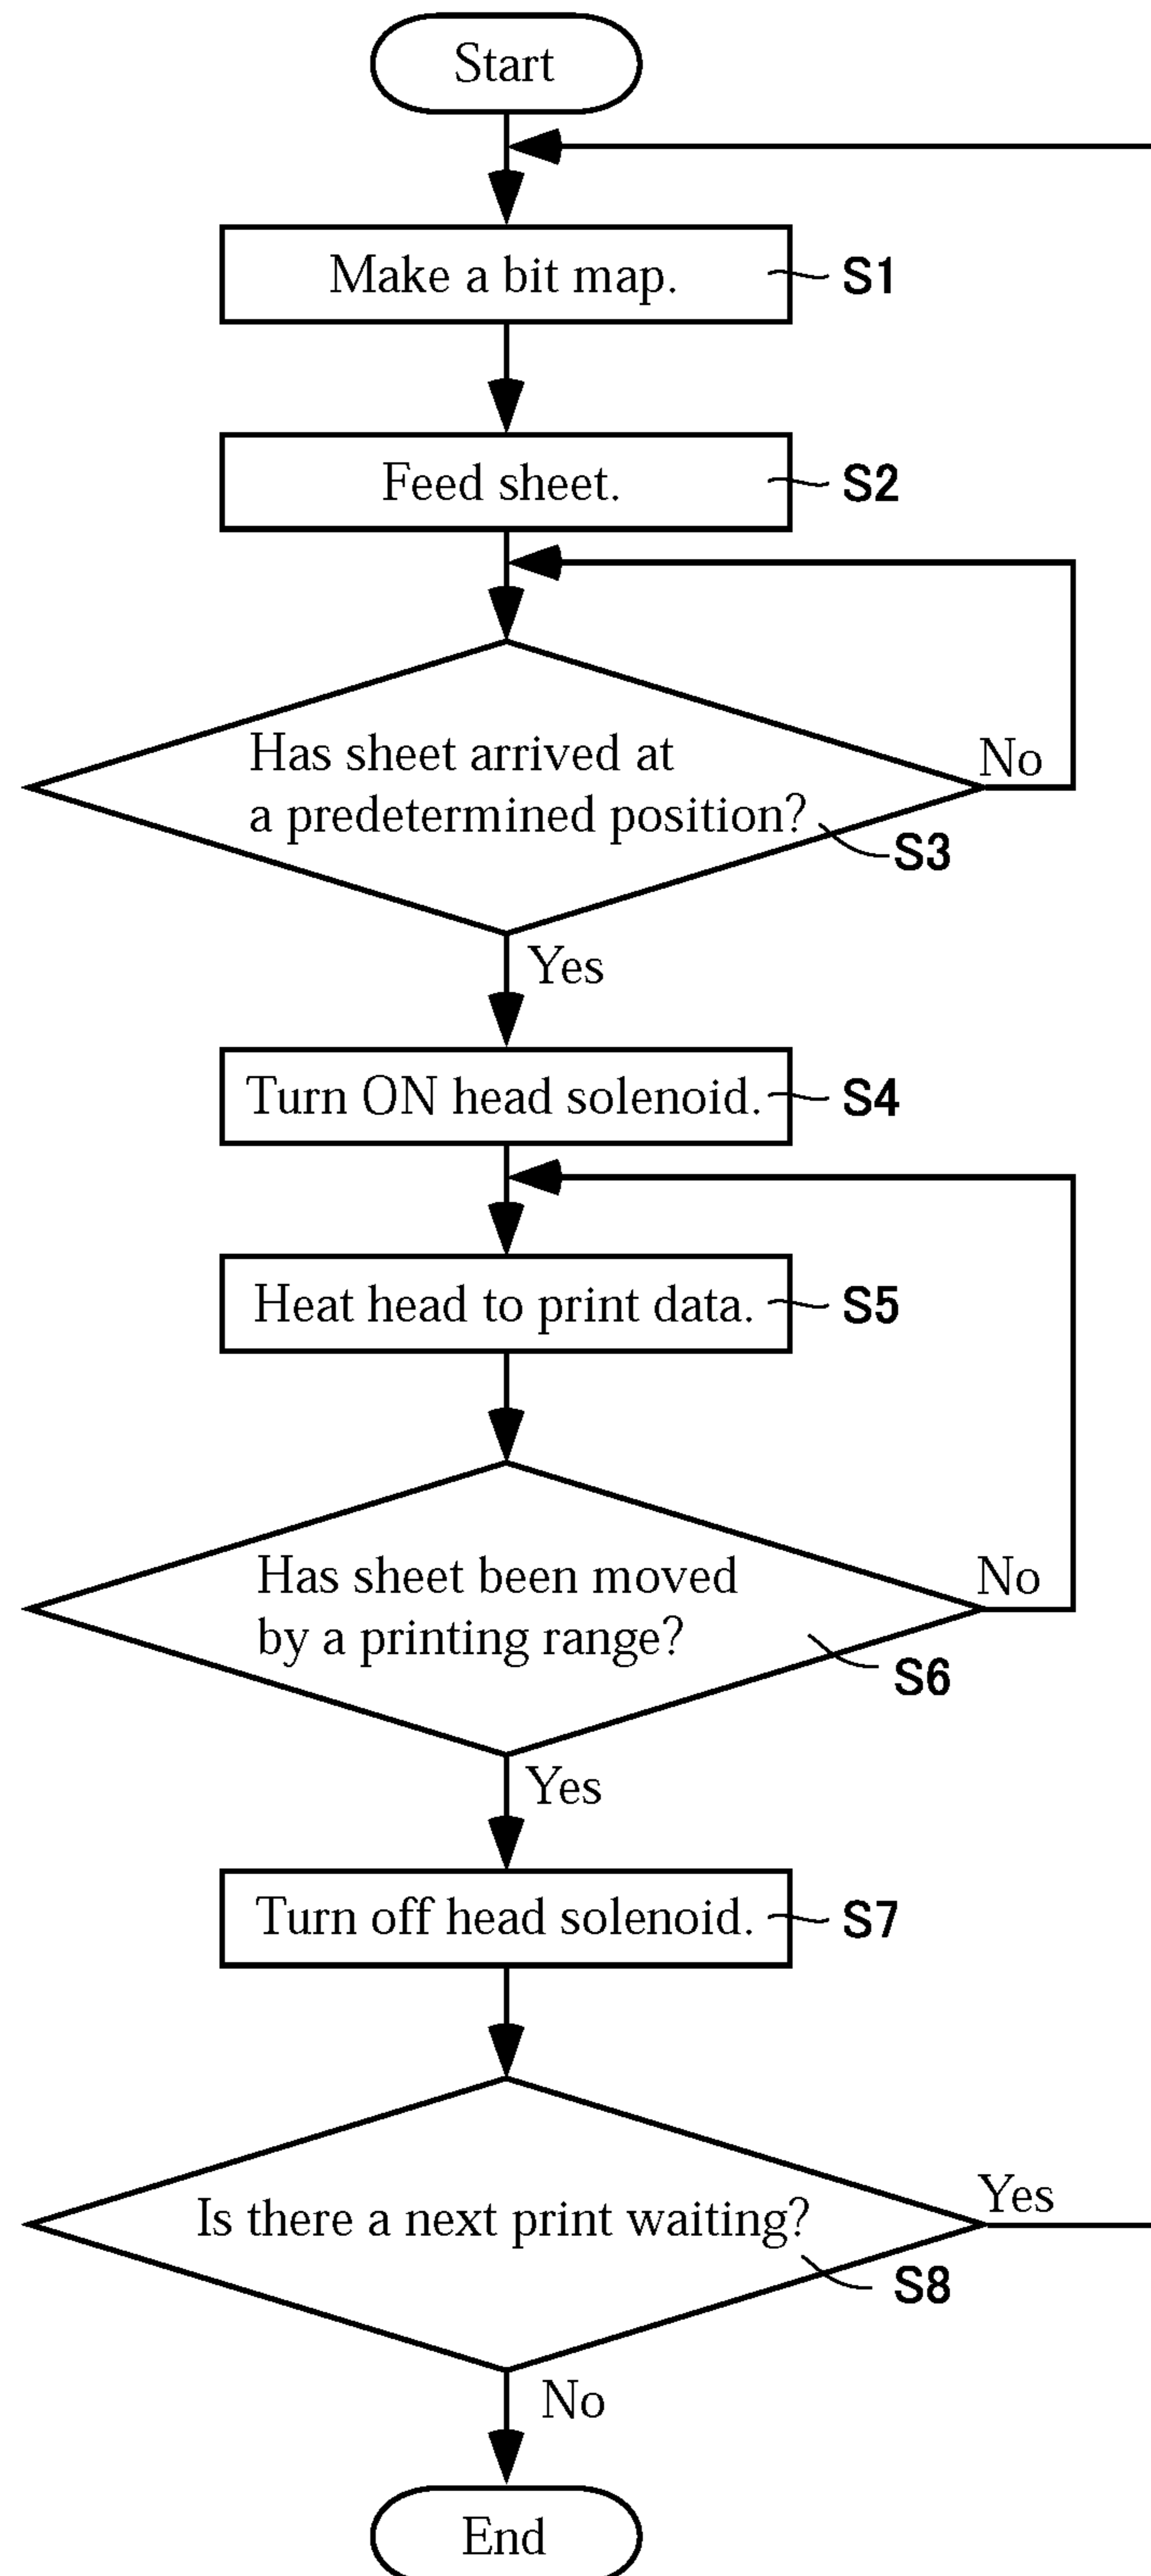 Start
Make a bit map.
S1
Feed sheet.
S2
Has sheet arrived at
a predetermined position?
No
S3
Yes
Turn ON head solenoid.
S4
Heat head to print data.
S5
Has sheet been moved
by a printing range?
No
S6
Yes
Turn off head solenoid.
S7
Is there a next print waiting?
Yes
S8
No
End